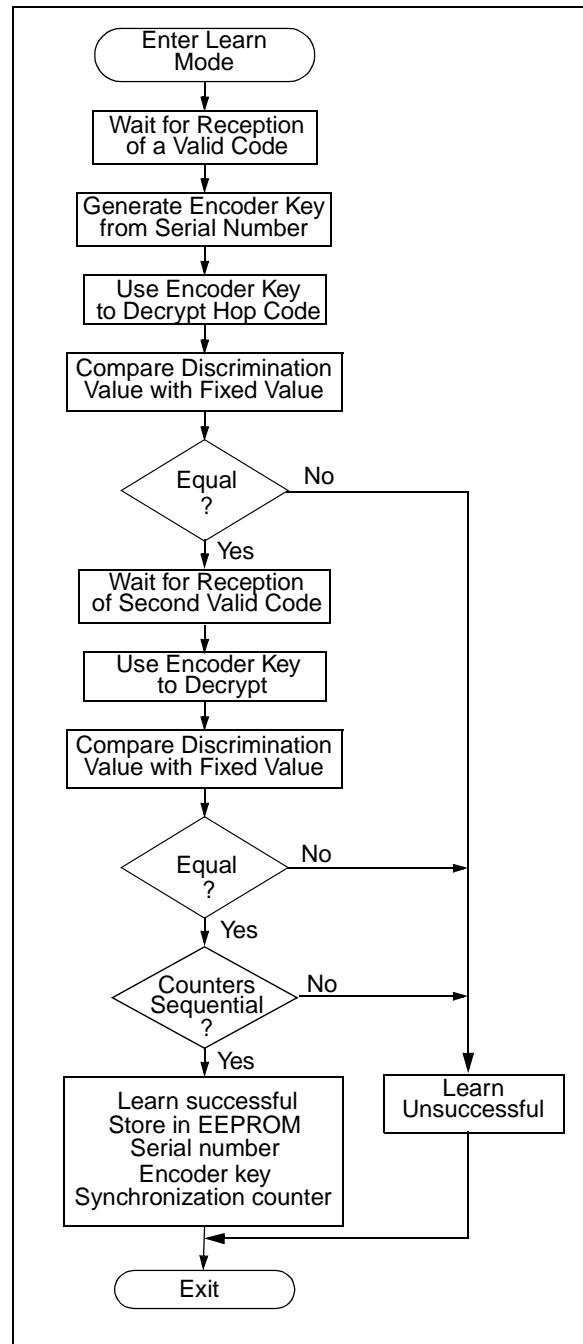 Enter Learn
Mode
Wait for Reception
of a Valid Code
Generate Encoder Key
from Serial Number
Use Encoder Key
to Decrypt Hop Code
Compare Discrimination
Value with Fixed Value
Equal
?
No
Yes
Wait for Reception
of Second Valid Code
Use Encoder Key
to Decrypt
Compare Discrimination
Value with Fixed Value
Equal
?
No
Yes
Counters
Sequential
?
No
Yes
Learn successful
Store in EEPROM
Serial number
Encoder key
Synchronization counter
Learn
Unsuccessful
Exit